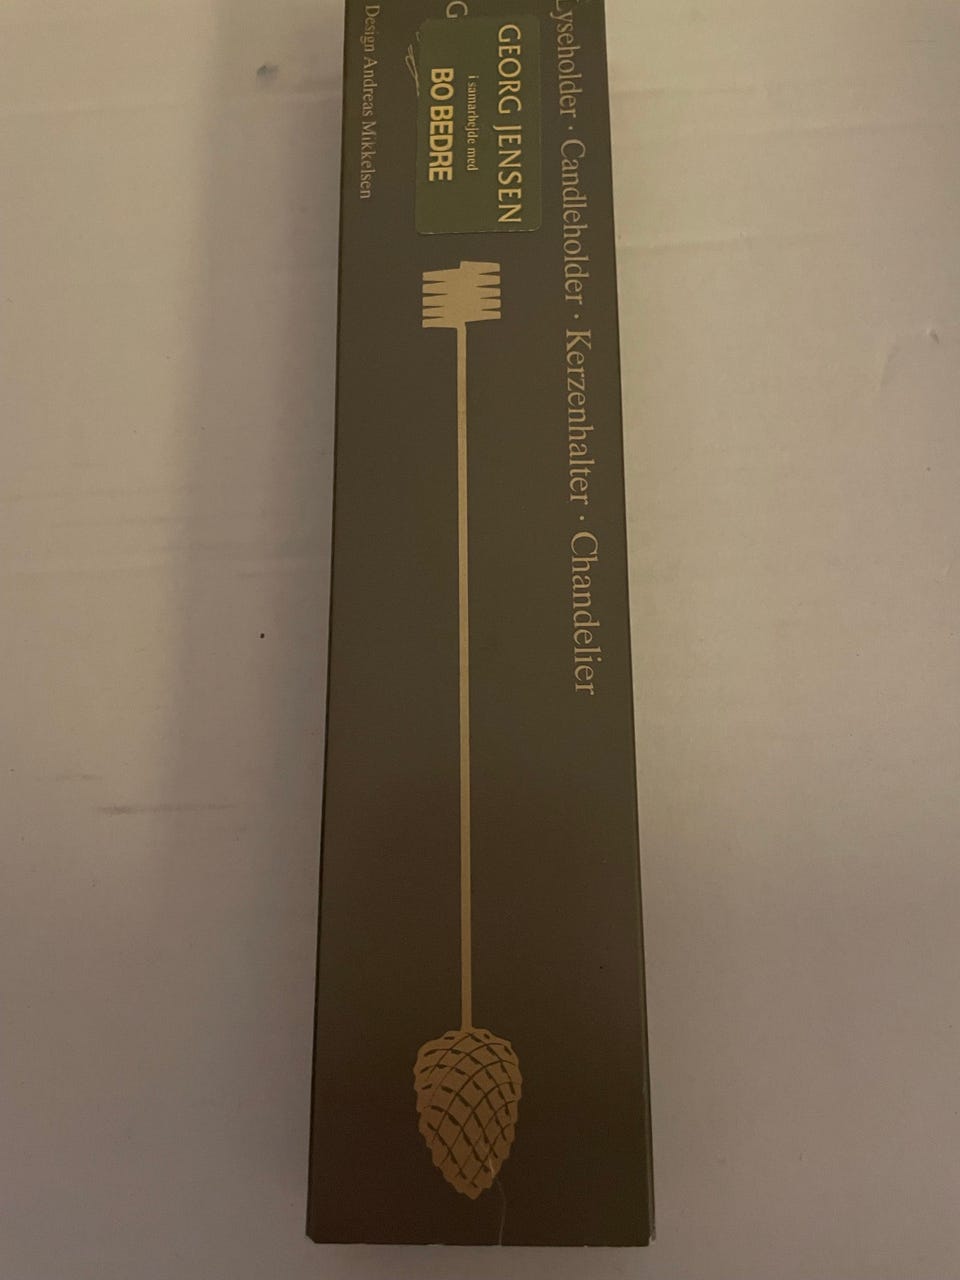 Lyseholder · Candleholder · Kerzenhalter · Chandelier
GEORG JENSEN
i samarbejde med
BO BEDRE
G
Design Andreas Mikkelsen